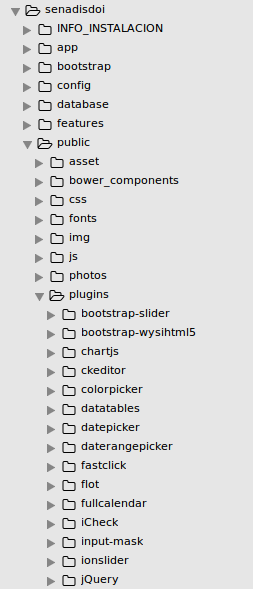 senadisdoi
INFO_INSTALACION
app
bootstrap
config
database
features
public
asset
bower_components
css
fonts
img
js
photos
plugins
bootstrap-slider
bootstrap-wysihtml5
chartjs
ckeditor
colorpicker
datatables
datepicker
daterangepicker
fastclick
flot
fullcalendar
iCheck
input-mask
ionslider
jQuery